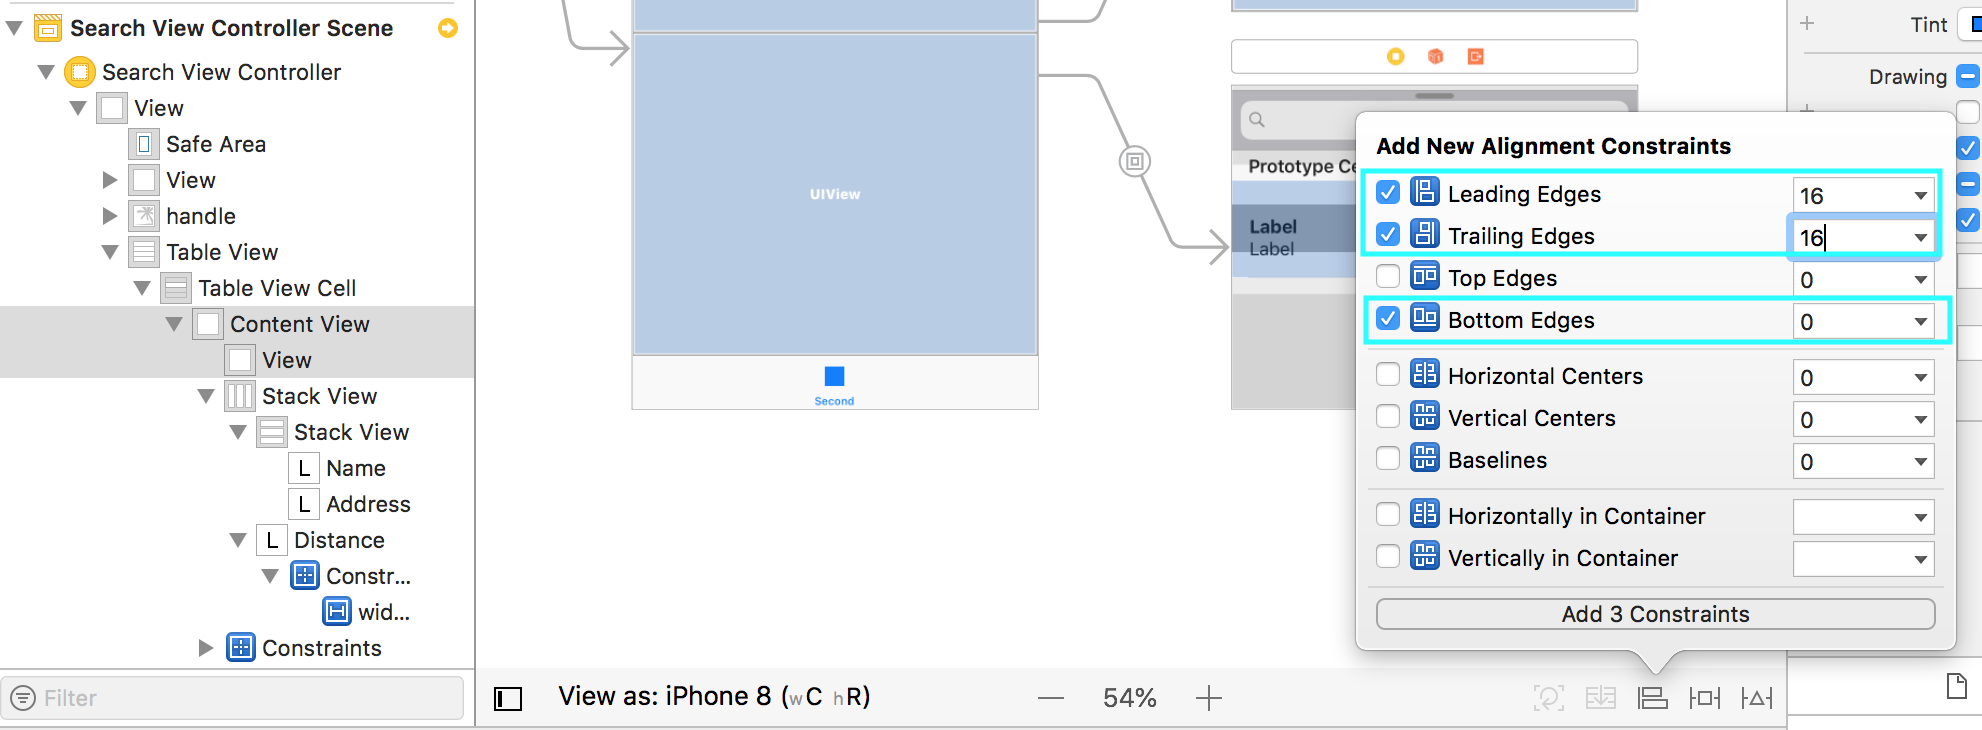 Search View Controller Scene
Search View Controller
View
Safe Area
View
handle
Table View
Table View Cell
Content View
View
Stack View
Stack View
L Name
L Address
L Distance
Constr...
wid...
Constraints
Filter
UIView
Second
Prototype Ce
Label
Label
View as: iPhone 8 (wC hR)
54%
Tint
Drawing
Add New Alignment Constraints
Leading Edges 16
Trailing Edges 16
Top Edges 0
Bottom Edges 0
Horizontal Centers 0
Vertical Centers 0
Baselines 0
Horizontally in Container
Vertically in Container
Add 3 Constraints